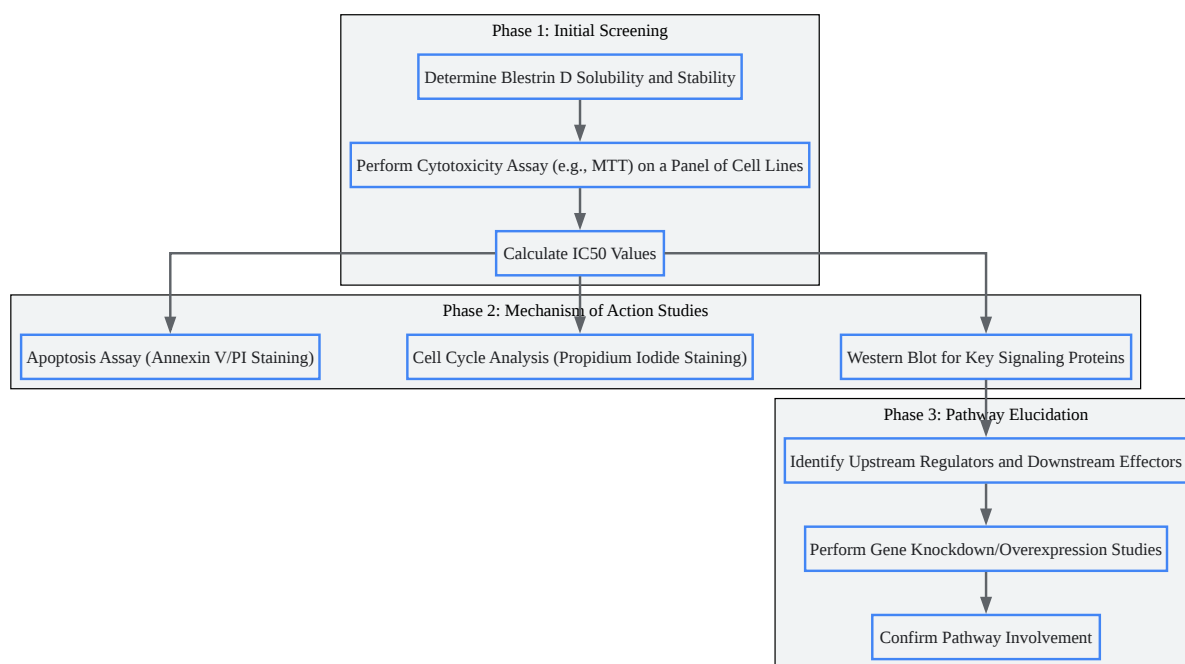 Phase 1: Initial Screening
Determine Blestrin D Solubility and Stability
Perform Cytotoxicity Assay (e.g., MTT) on a Panel of Cell Lines
Calculate IC50 Values
Phase 2: Mechanism of Action Studies
Apoptosis Assay (Annexin V/PI Staining)
Cell Cycle Analysis (Propidium Iodide Staining)
Western Blot for Key Signaling Proteins
Phase 3: Pathway Elucidation
Identify Upstream Regulators and Downstream Effectors
Perform Gene Knockdown/Overexpression Studies
Confirm Pathway Involvement